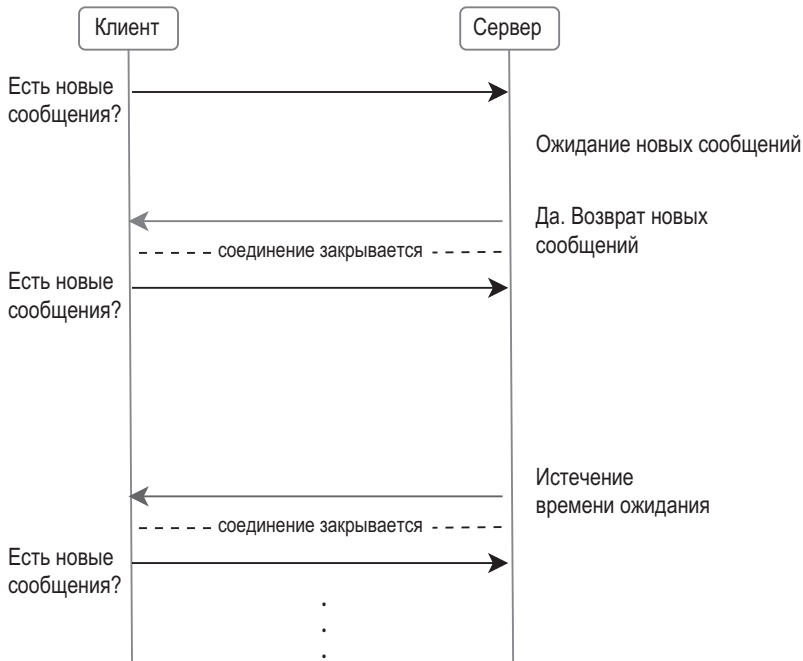 Клиент
Сервер
Есть новые
сообщения?
Ожидание новых сообщений
Да. Возврат новых
сообщений
соединение закрывается
Есть новые
сообщения?
Истечение
времени ожидания
соединение закрывается
Есть новые
сообщения?